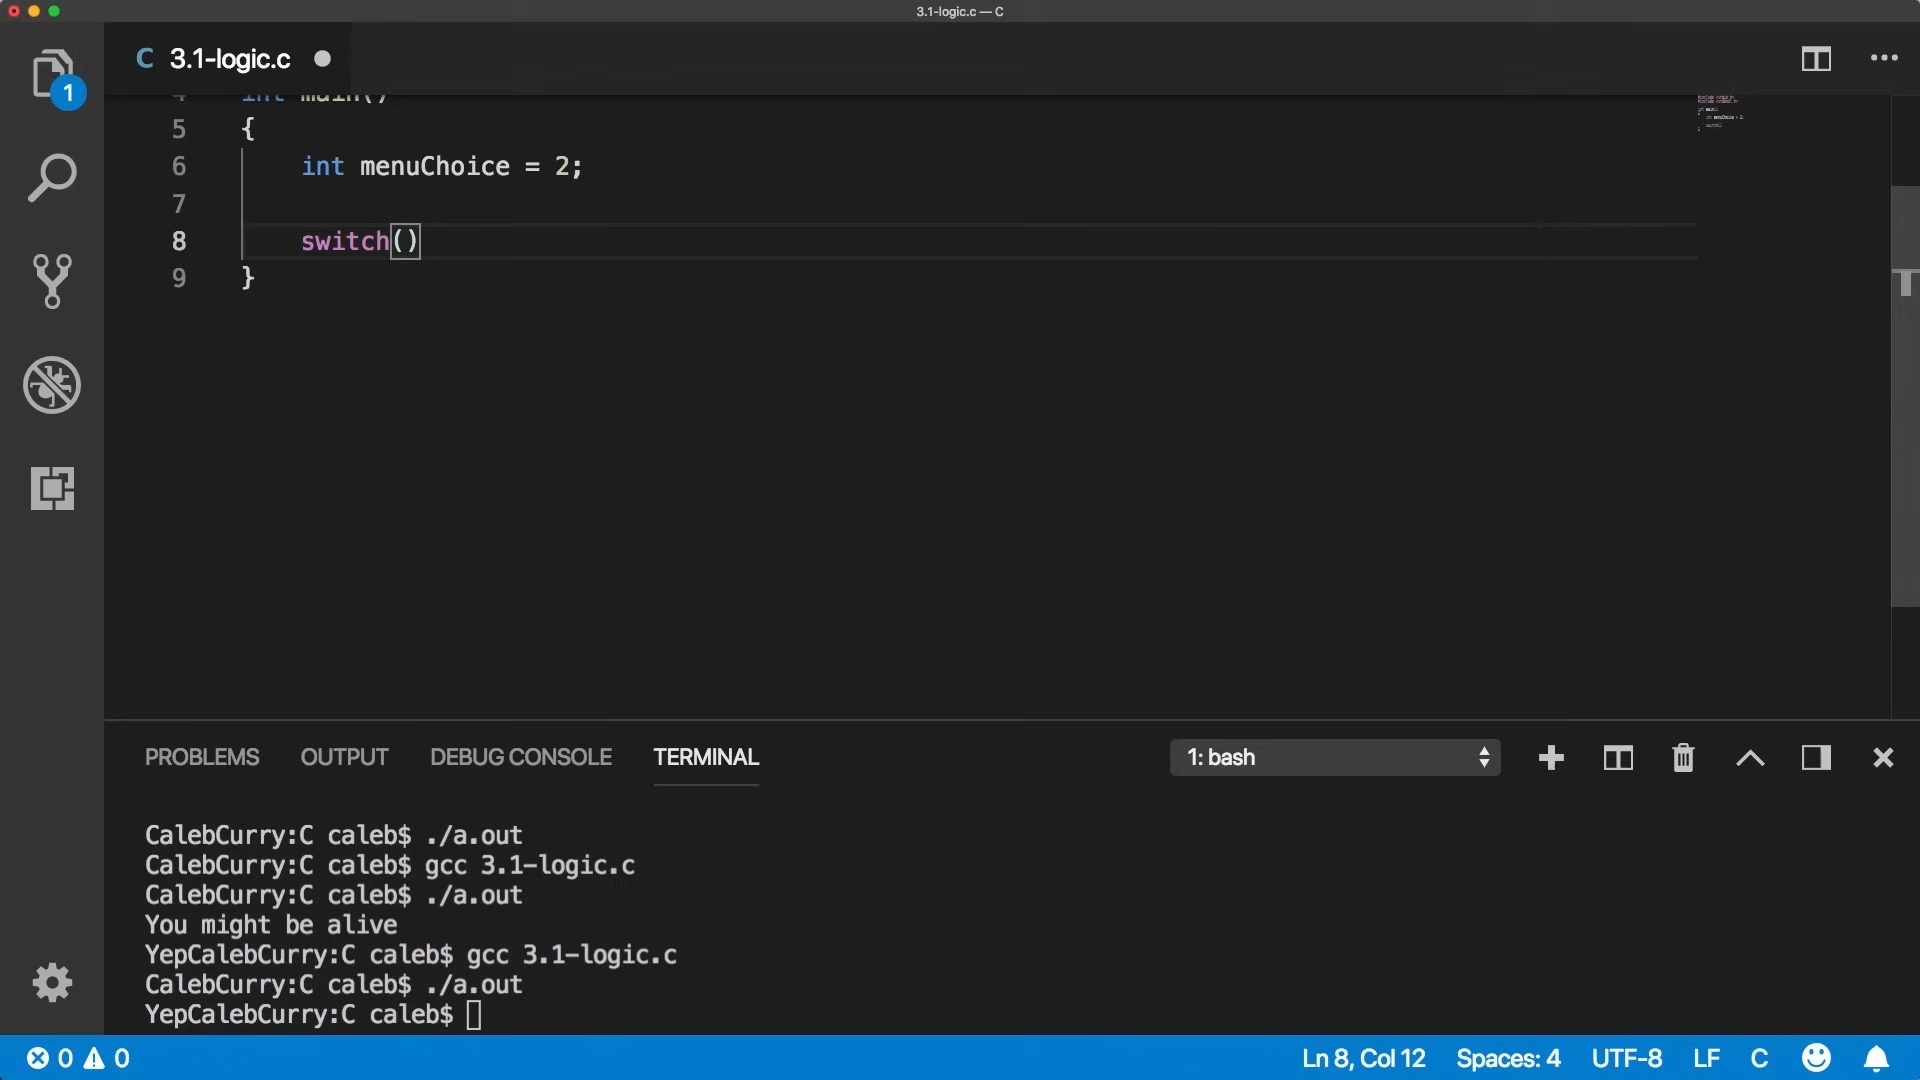 3.1-logic.c — C
C 3.1-logic.c
1
4 int main()
5 {
6 int menuChoice = 2;
7
8 switch()
9 }
PROBLEMS OUTPUT DEBUG CONSOLE TERMINAL 1: bash
CalebCurry:C caleb$ ./a.out
CalebCurry:C caleb$ gcc 3.1-logic.c
CalebCurry:C caleb$ ./a.out
You might be alive
YepCalebCurry:C caleb$ gcc 3.1-logic.c
CalebCurry:C caleb$ ./a.out
YepCalebCurry:C caleb$
0 0 Ln 8, Col 12 Spaces: 4 UTF-8 LF C